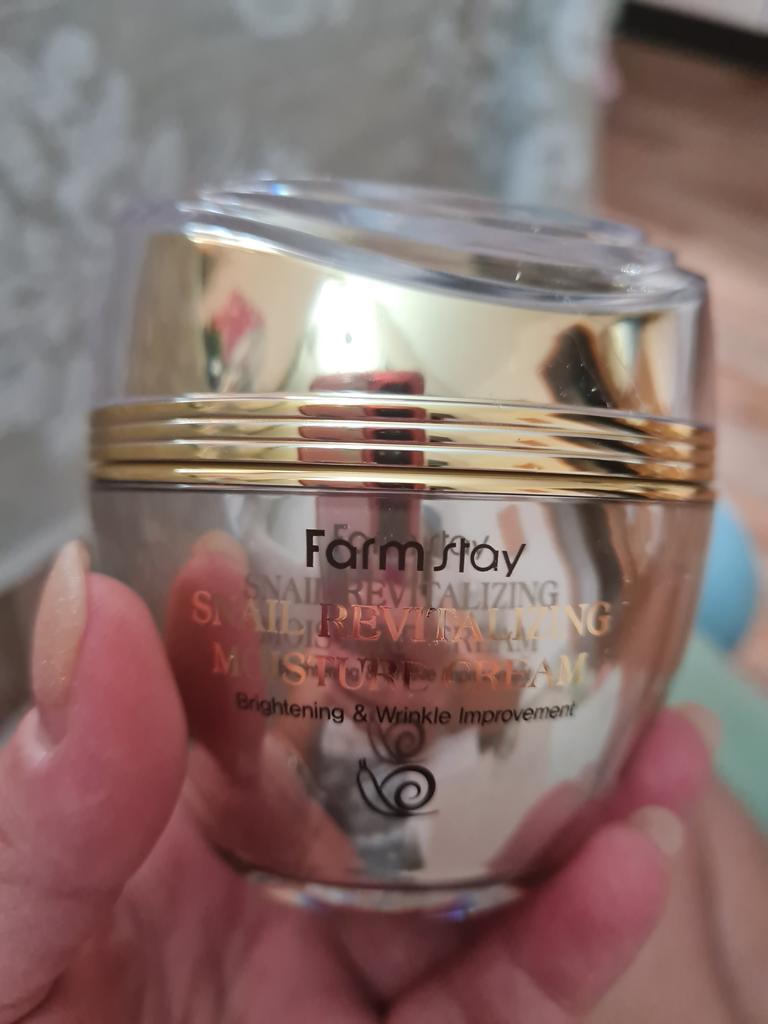 Farmstay
SNAIL REVITALIZING
MOISTURE CREAM
Brightening & Wrinkle Improvement